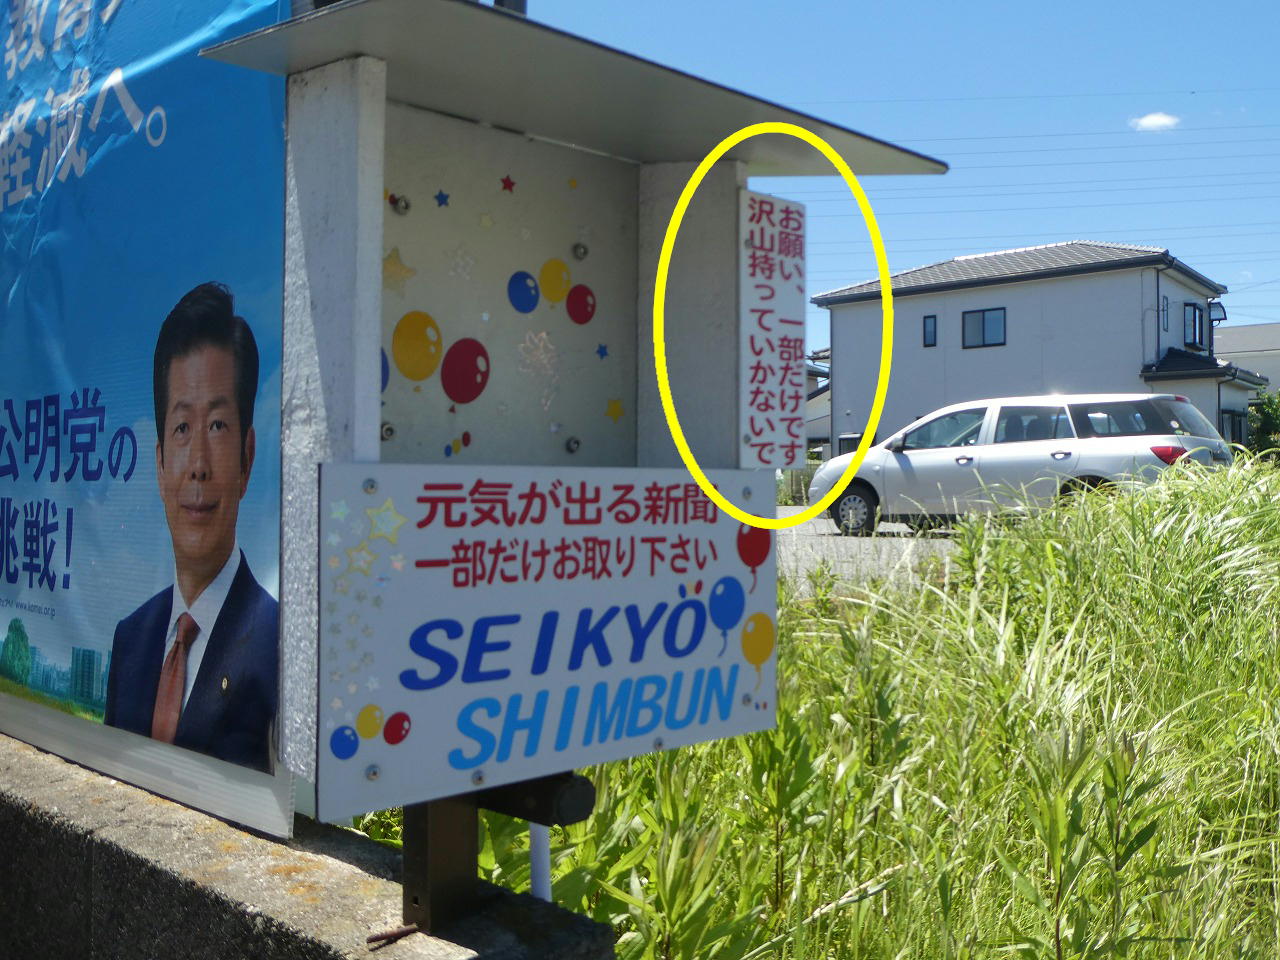 軽減へ。
公明党の
挑戦!
お願い、一部だけです
沢山持っていかないで
元気が出る新聞
一部だけお取り下さい
SEIKYO
SHIMBUN